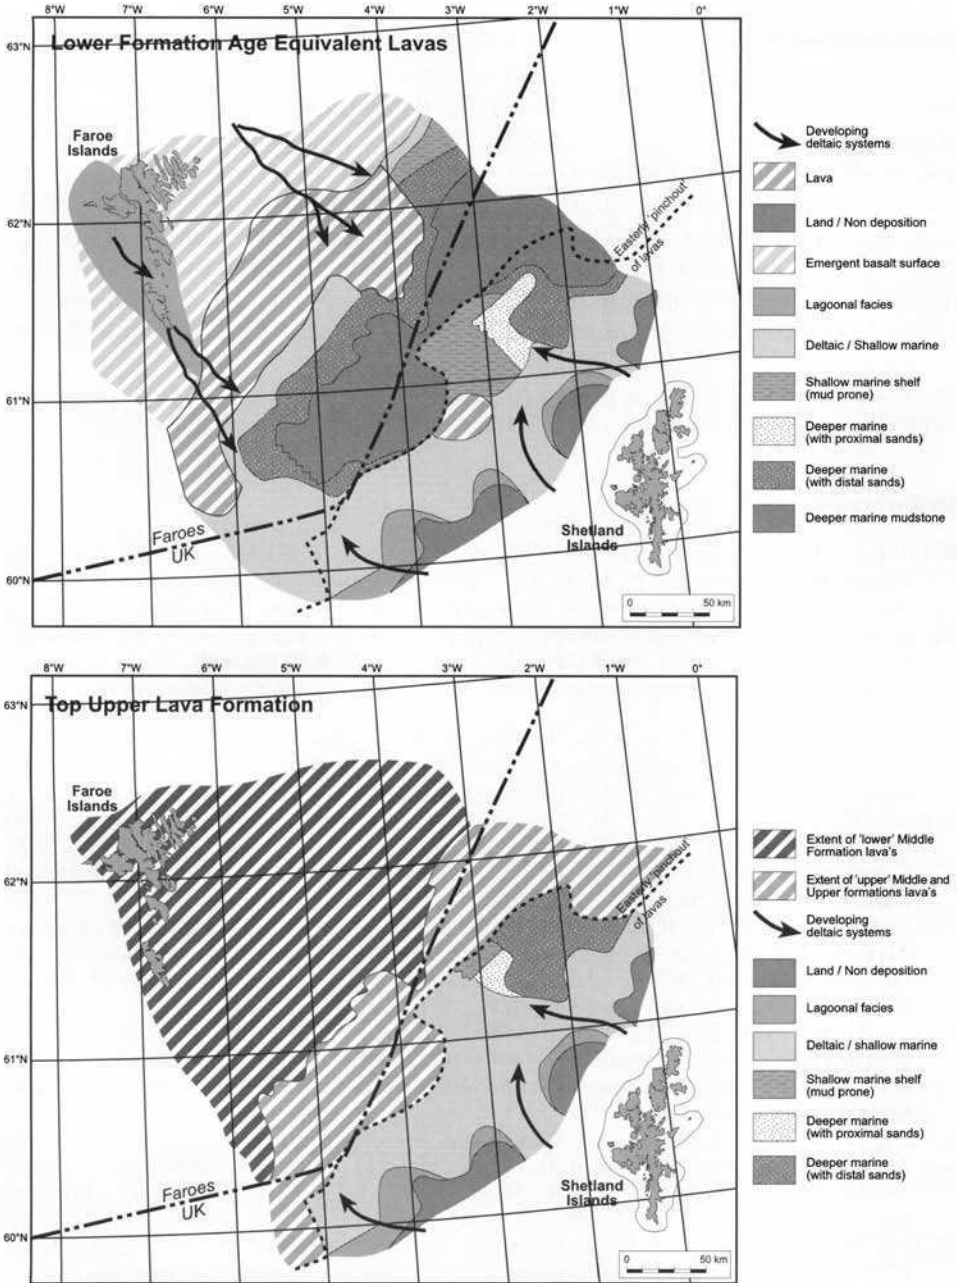 8°W 7°W 6°W 5°W 4°W 3°W 2°W 1°W 0°
63°N
Lower Formation Age Equivalent Lavas
Faroe
Islands
62°N
Easterly 'pinchout'
of lavas
61°N
Faroes
UK
60°N
Shetland
Islands
0 50 km
Developing
deltaic systems
Lava
Land / Non deposition
Emergent basalt surface
Lagoonal facies
Deltaic / Shallow marine
Shallow marine shelf
(mud prone)
Deeper marine
(with proximal sands)
Deeper marine
(with distal sands)
Deeper marine mudstone
8°W 7°W 6°W 5°W 4°W 3°W 2°W 1°W 0°
63°N
Top Upper Lava Formation
Faroe
Islands
62°N
Easterly 'pinchout'
of lavas
61°N
Faroes
UK
60°N
Shetland
Islands
0 50 km
Extent of 'lower' Middle
Formation lava's
Extent of 'upper' Middle and
Upper formations lava's
Developing
deltaic systems
Land / Non deposition
Lagoonal facies
Deltaic / shallow marine
Shallow marine shelf
(mud prone)
Deeper marine
(with proximal sands)
Deeper marine
(with distal sands)